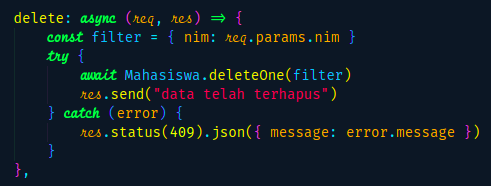 delete: async (req, res) => {
    const filter = { nim: req.params.nim }
    try {
        await Mahasiswa.deleteOne(filter)
        res.send("data telah terhapus")
    } catch (error) {
        res.status(409).json({ message: error.message })
    }
},